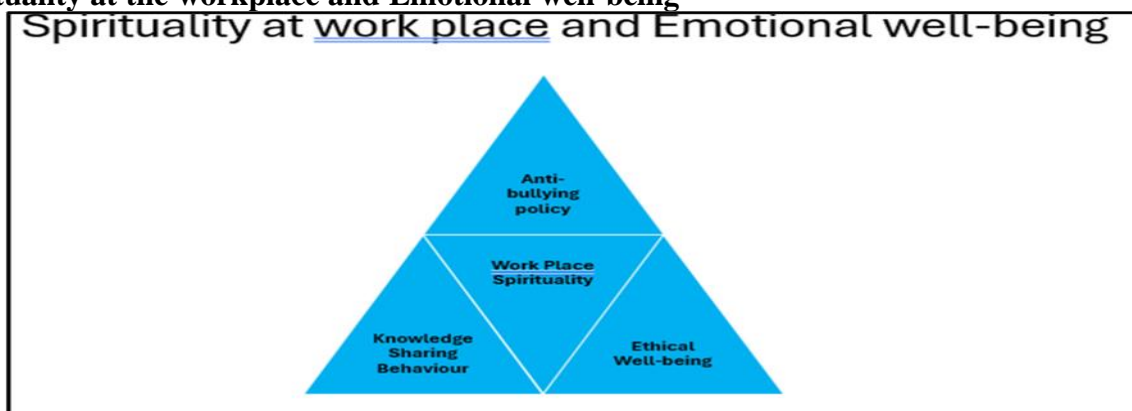 at the workplace and Emotional well-being
Spirituality at work place and Emotional well-being
Anti-
bullying
policy
Work Place
Spirituality
Knowledge
Sharing
Behaviour
Ethical
Well-being